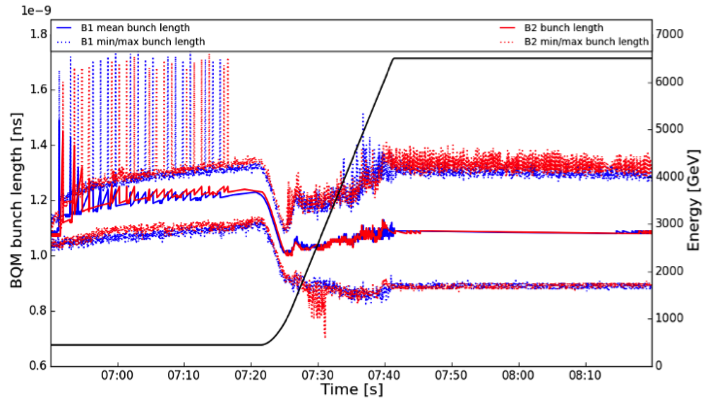 1e−9
B1 mean bunch length
B1 min/max bunch length
B2 bunch length
B2 min/max bunch length
BQM bunch length [ns]
1.8
1.6
1.4
1.2
1.0
0.8
0.6
Energy [GeV]
7000
6000
5000
4000
3000
2000
1000
0
07:00
07:10
07:20
07:30
07:40
07:50
08:00
08:10
Time [s]